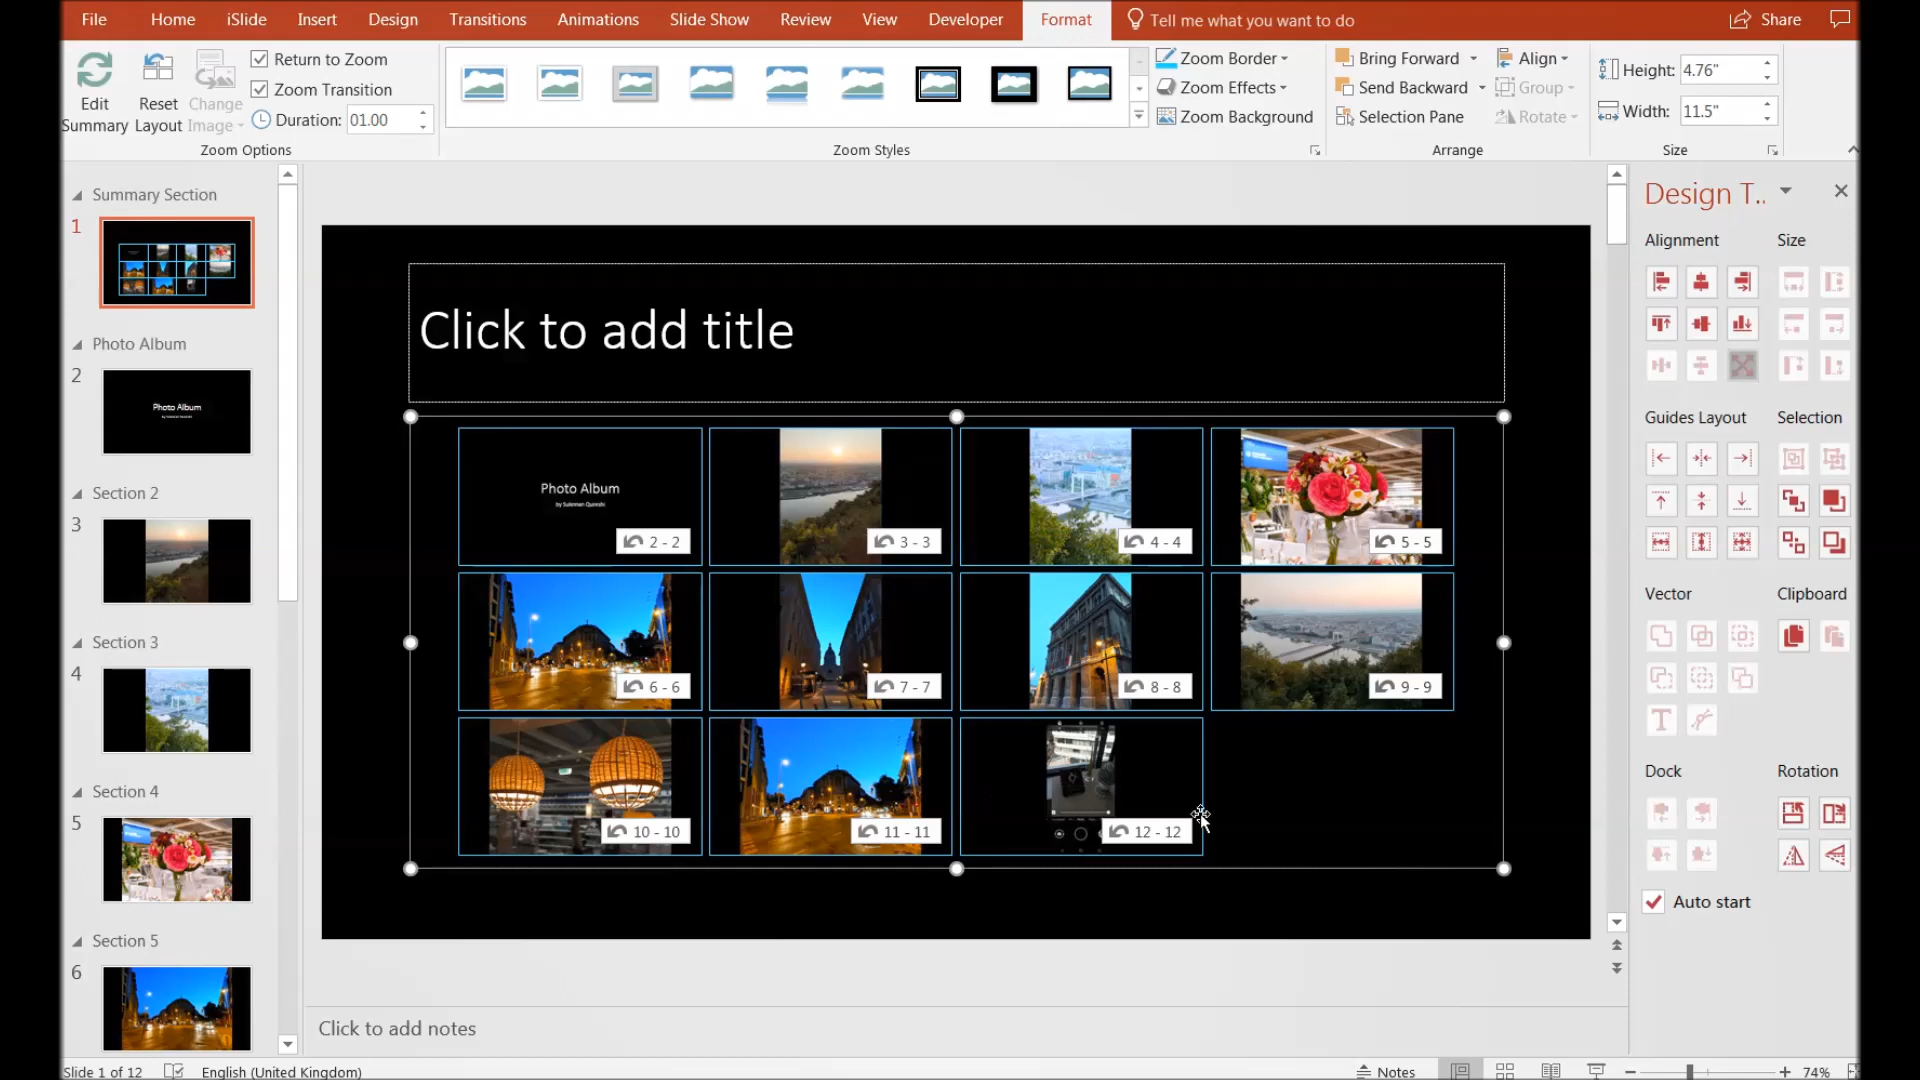 File Home iSlide Insert Design Transitions Animations Slide Show Review View Developer Format Tell me what you want to do Share
Edit Summary
Reset Layout
Change Image
Return to Zoom
Zoom Transition
Duration: 01.00
Zoom Options
Zoom Styles
Zoom Border
Zoom Effects
Zoom Background
Bring Forward
Send Backward
Selection Pane
Align
Group
Rotate
Arrange
Height: 4.76"
Width: 11.5"
Size
Summary Section
1
Photo Album
2
Photo Album
Section 2
3
Section 3
4
Section 4
5
Section 5
6
Click to add title
Photo Album
by Suleman Qureshi
2 - 2
3 - 3
4 - 4
5 - 5
6 - 6
7 - 7
8 - 8
9 - 9
10 - 10
11 - 11
12 - 12
Click to add notes
Design T..
Alignment
Size
Guides Layout
Selection
Vector
Clipboard
Dock
Rotation
Auto start
Slide 1 of 12 English (United Kingdom) Notes 74%